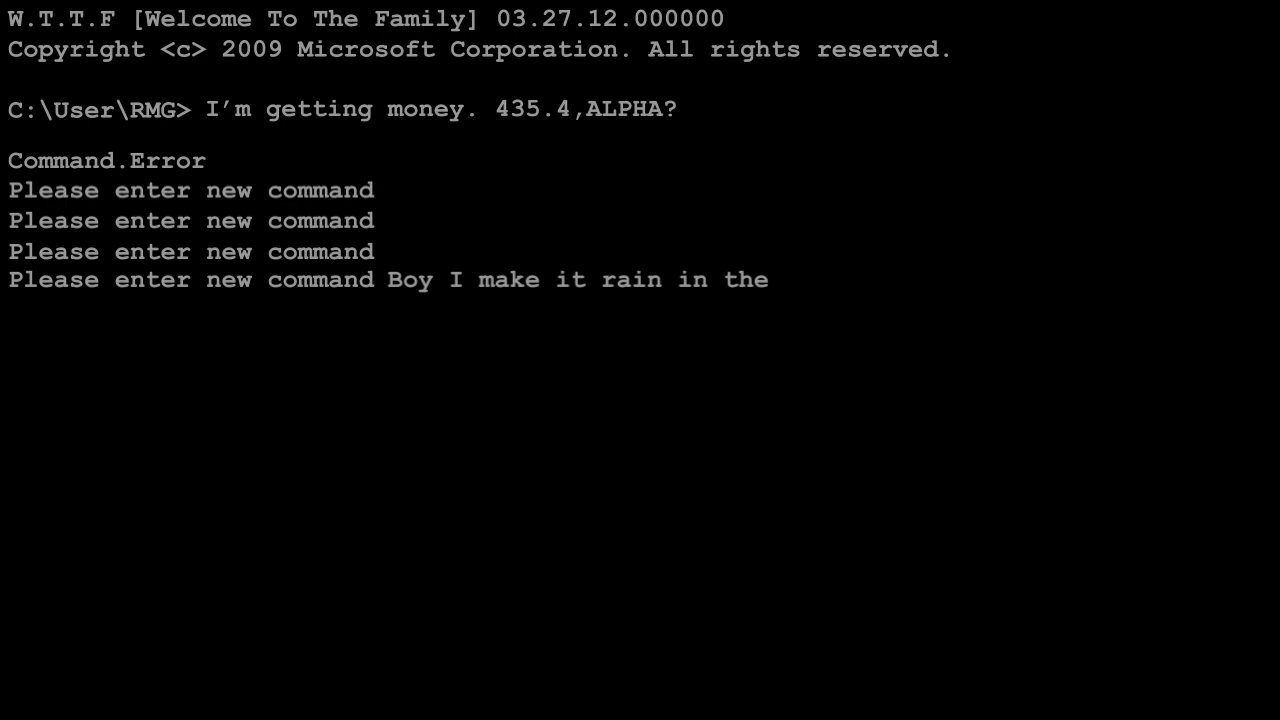 W.T.T.F [Welcome To The Family] 03.27.12.000000
Copyright <c> 2009 Microsoft Corporation. All rights reserved.
C:\User\RMG> I’m getting money. 435.4,ALPHA?
Command.Error
Please enter new command
Please enter new command
Please enter new command
Please enter new command Boy I make it rain in the